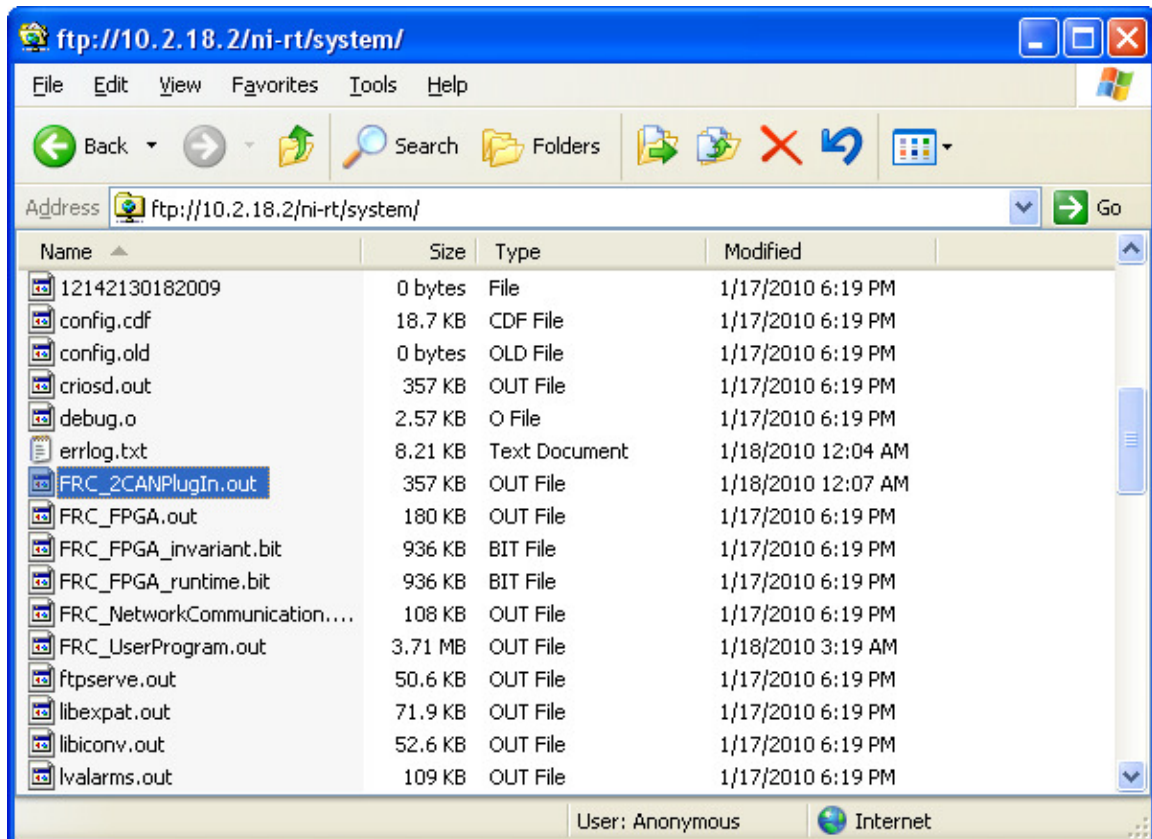 ftp://10.2.18.2/ni-rt/system/
File Edit View Favorites Tools Help
Back Search Folders
Address ftp://10.2.18.2/ni-rt/system/ Go
Name Size Type Modified
12142130182009 0 bytes File 1/17/2010 6:19 PM
config.cdf 18.7 KB CDF File 1/17/2010 6:19 PM
config.old 0 bytes OLD File 1/17/2010 6:19 PM
criosd.out 357 KB OUT File 1/17/2010 6:19 PM
debug.o 2.57 KB O File 1/17/2010 6:19 PM
errlog.txt 8.21 KB Text Document 1/18/2010 12:04 AM
FRC_2CANPlugIn.out 357 KB OUT File 1/18/2010 12:07 AM
FRC_FPGA.out 180 KB OUT File 1/17/2010 6:19 PM
FRC_FPGA_invariant.bit 936 KB BIT File 1/17/2010 6:19 PM
FRC_FPGA_runtime.bit 936 KB BIT File 1/17/2010 6:19 PM
FRC_NetworkCommunication.... 108 KB OUT File 1/17/2010 6:19 PM
FRC_UserProgram.out 3.71 MB OUT File 1/18/2010 3:19 AM
ftpserve.out 50.6 KB OUT File 1/17/2010 6:19 PM
libexpat.out 71.9 KB OUT File 1/17/2010 6:19 PM
libiconv.out 52.6 KB OUT File 1/17/2010 6:19 PM
lvalarms.out 109 KB OUT File 1/17/2010 6:19 PM
User: Anonymous Internet